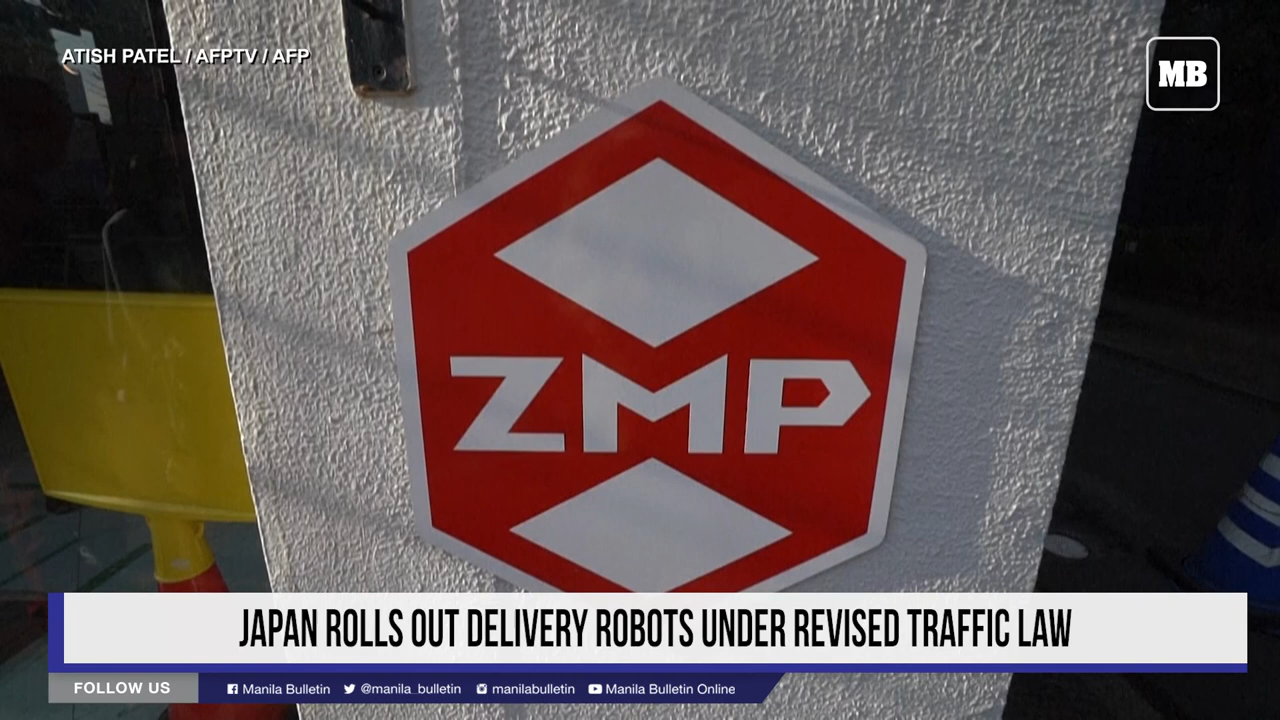 ATISH PATEL / AFPTV / AFP
MB
ZMP
JAPAN ROLLS OUT DELIVERY ROBOTS UNDER REVISED TRAFFIC LAW
FOLLOW US Manila Bulletin @manila_bulletin manilabulletin Manila Bulletin Online